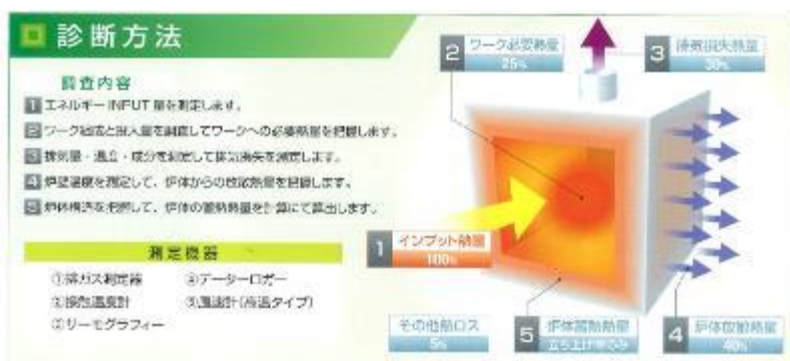 診断方法
調査内容
1 エネルギー INPUT 量を測定します。
2 ワーク組成と投入量を調査してワークへの必要熱量を把握します。
3 排気量・温度・成分を測定して排気損失を測定します。
4 炉壁温度を測定して、炉体からの放散熱量を把握します。
5 炉体構造を把握して、炉体の蓄熱熱量を計算にて算出します。
測定機器
①排ガス測定器
②接触温度計
③サーモグラフィー
④データーロガー
⑤風速計(高温タイプ)
2 ワーク必要熱量
25%
3 排気損失熱量
30%
1 インプット熱量
100%
その他熱ロス
5%
5 炉体蓄熱熱量
立ち上げ時のみ
4 炉体放散熱量
40%